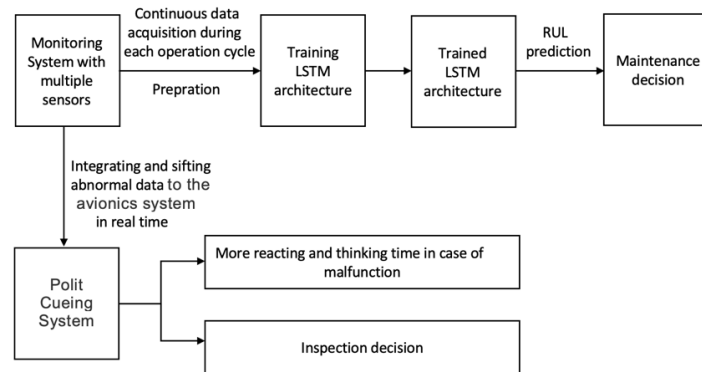 Monitoring
System with
multiple
sensors
Continuous data
acquisition during
each operation cycle
Prepration
Training
LSTM
architecture
Trained
LSTM
architecture
RUL
prediction
Maintenance
decision
Integrating and sifting
abnormal data to the
avionics system
in real time
Polit
Cueing
System
More reacting and thinking time in case of
malfunction
Inspection decision